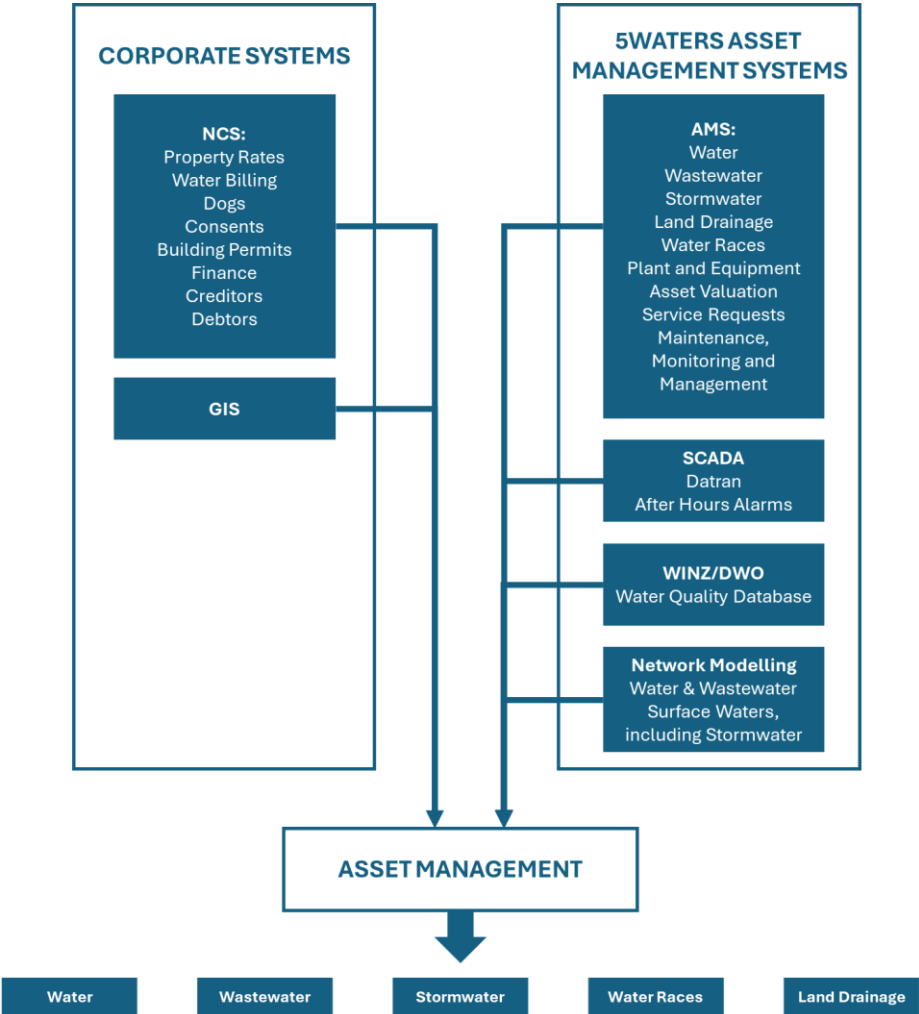 CORPORATE SYSTEMS
NCS:
Property Rates
Water Billing
Dogs
Consents
Building Permits
Finance
Creditors
Debtors
GIS
5WATERS ASSET
MANAGEMENT SYSTEMS
AMS:
Water
Wastewater
Stormwater
Land Drainage
Water Races
Plant and Equipment
Asset Valuation
Service Requests
Maintenance,
Monitoring and
Management
SCADA
Datran
After Hours Alarms
WINZ/DWO
Water Quality Database
Network Modelling
Water & Wastewater
Surface Waters,
including Stormwater
ASSET MANAGEMENT
Water
Wastewater
Stormwater
Water Races
Land Drainage